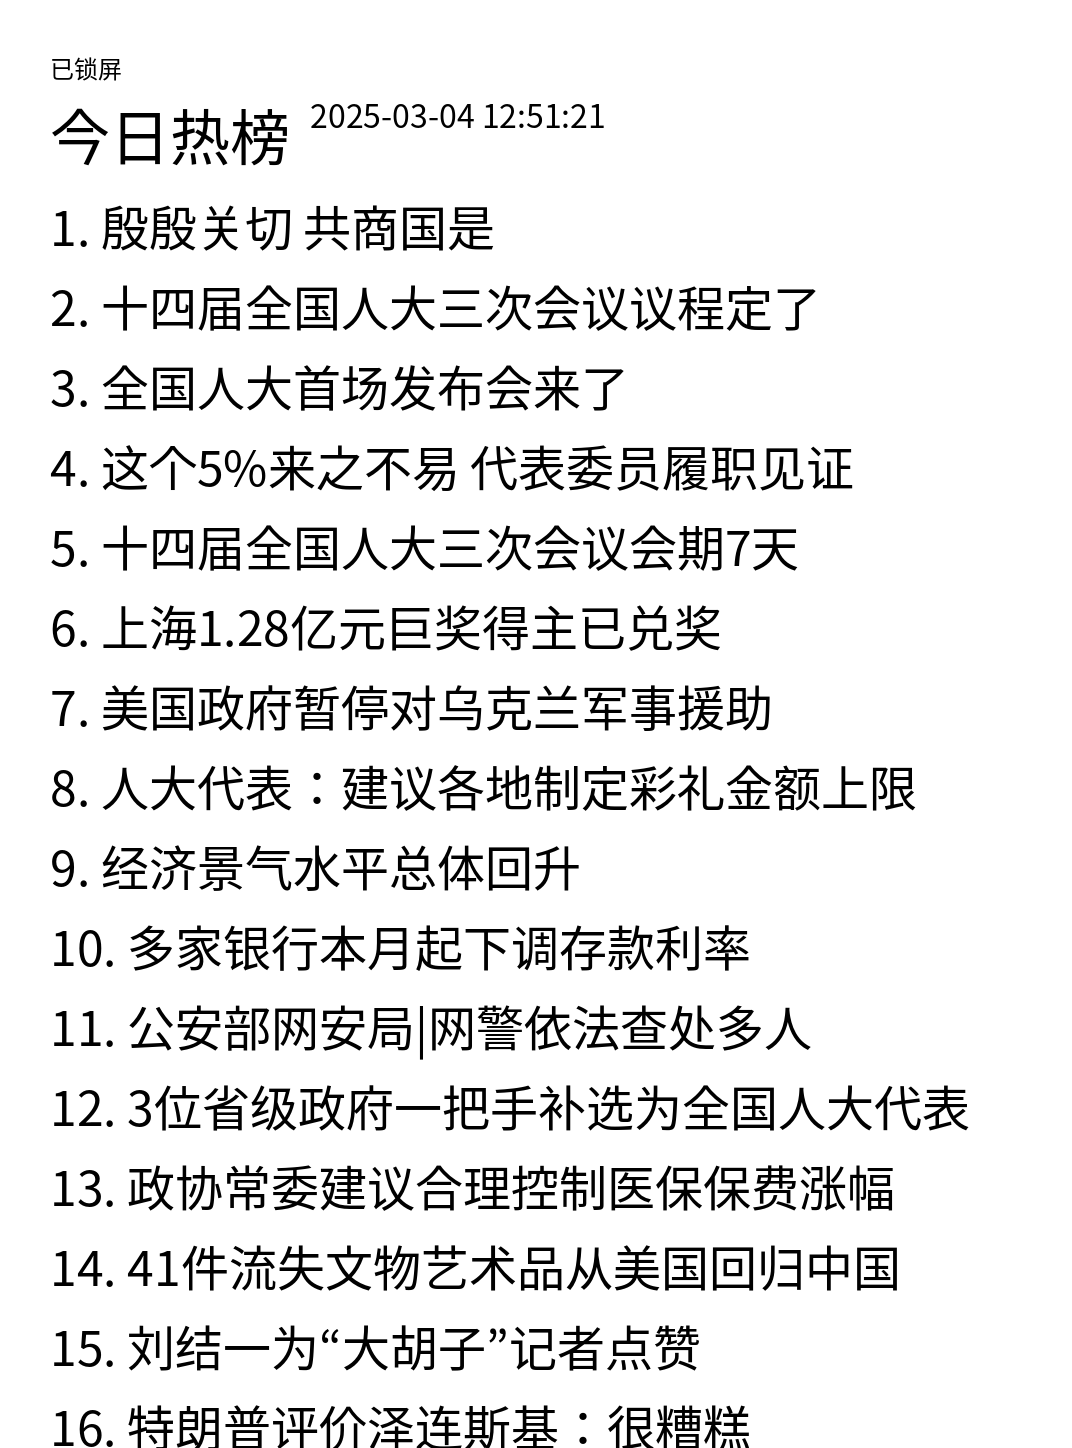 已锁屏
今日热榜 2025-03-04 12:51:21
1. 殷殷关切 共商国是
2. 十四届全国人大三次会议议程定了
3. 全国人大首场发布会来了
4. 这个5%来之不易 代表委员履职见证
5. 十四届全国人大三次会议会期7天
6. 上海1.28亿元巨奖得主已兑奖
7. 美国政府暂停对乌克兰军事援助
8. 人大代表：建议各地制定彩礼金额上限
9. 经济景气水平总体回升
10. 多家银行本月起下调存款利率
11. 公安部网安局|网警依法查处多人
12. 3位省级政府一把手补选为全国人大代表
13. 政协常委建议合理控制医保保费涨幅
14. 41件流失文物艺术品从美国回归中国
15. 刘结一为“大胡子”记者点赞
16. 特朗普评价泽连斯基：很糟糕